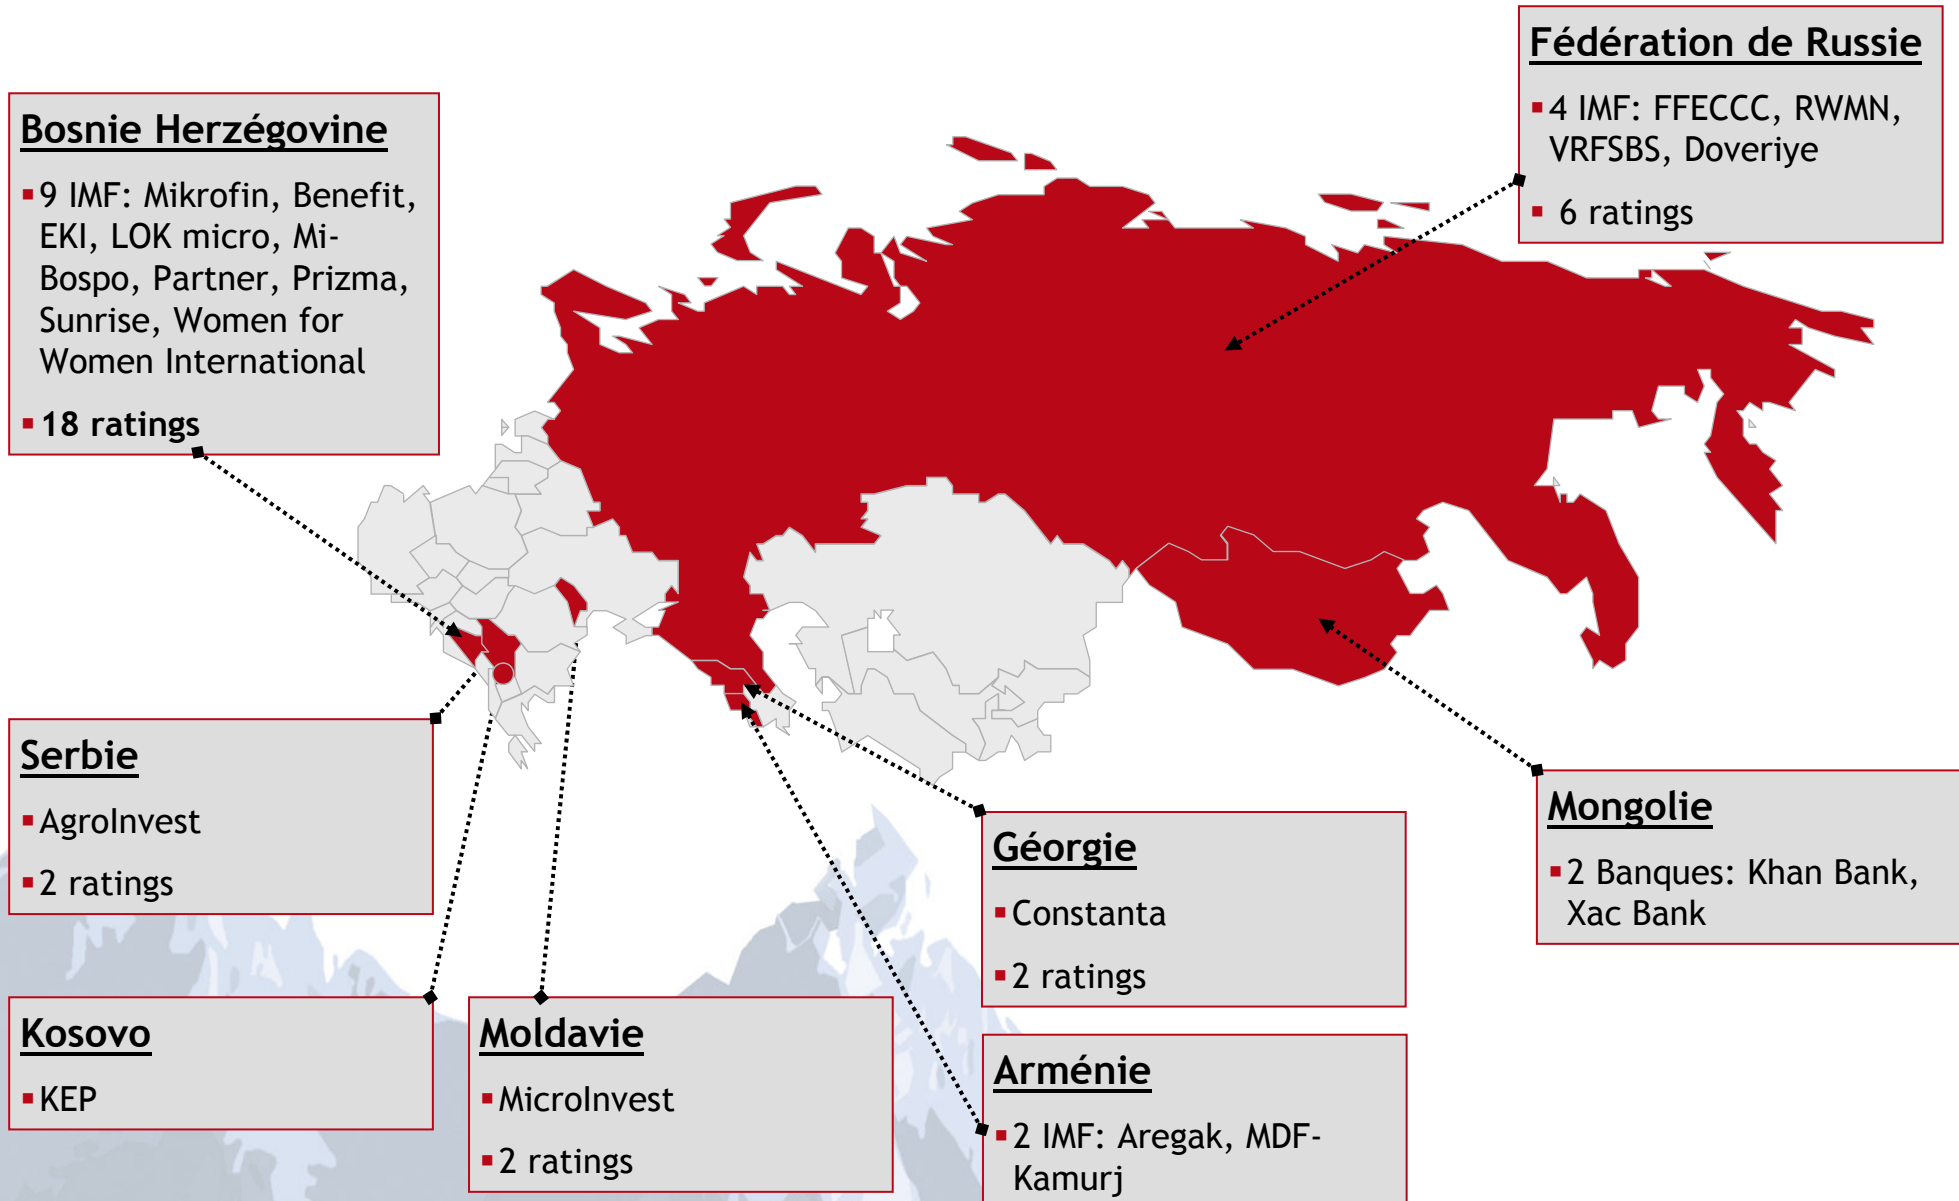 Fédération de Russie
▪4 IMF: FFECCC, RWMN,
VRFSBS, Doveriye
▪ 6 ratings
Bosnie Herzégovine
▪9 IMF: Mikrofin, Benefit,
EKI, LOK micro, Mi-
Bospo, Partner, Prizma,
Sunrise, Women for
Women International
▪18 ratings
Serbie
▪AgroInvest
▪2 ratings
Kosovo
▪KEP
Moldavie
▪MicroInvest
▪2 ratings
Géorgie
▪Constanta
▪2 ratings
Arménie
▪2 IMF: Aregak, MDF-
Kamurj
Mongolie
▪2 Banques: Khan Bank,
Xac Bank